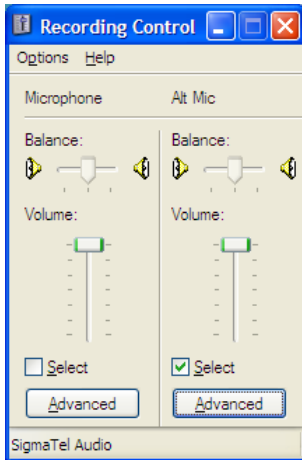 Recording Control
Options Help
Microphone Alt Mic
Balance: Balance:
Volume: Volume:
Select Select
Advanced Advanced
SigmaTel Audio